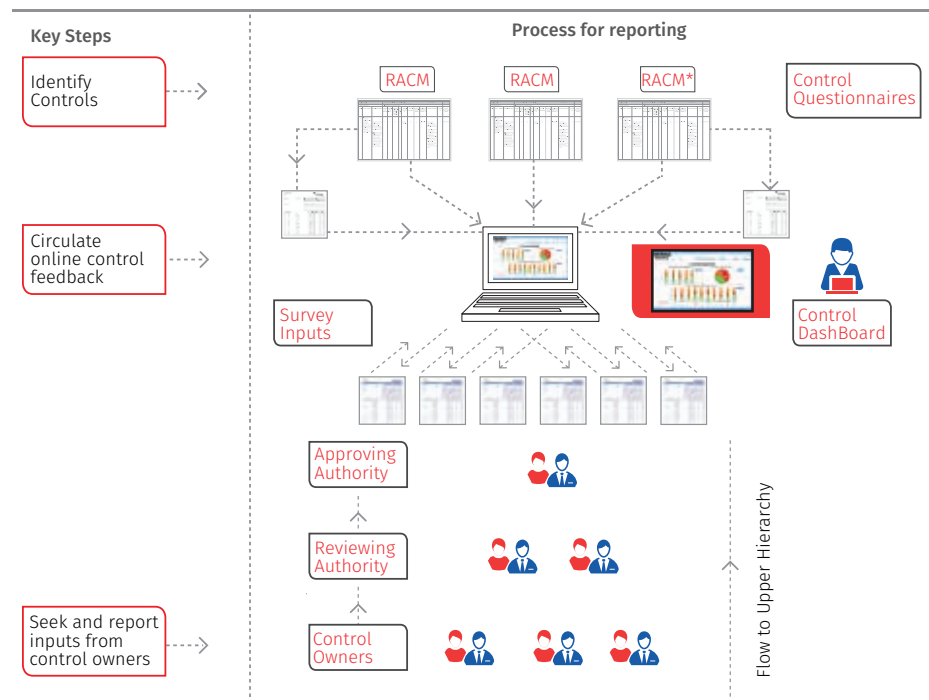 Key Steps
Process for reporting
Identify
Controls
RACM
RACM
RACM*
Control
Questionnaires
Circulate
online control
feedback
Survey
Inputs
Control
DashBoard
Approving
Authority
Reviewing
Authority
Seek and report
inputs from
control owners
Control
Owners
Flow to Upper Hierarchy